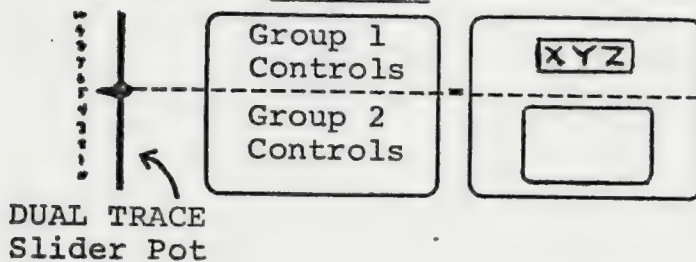 Group 1
Controls
XYZ
Group 2
Controls
DUAL TRACE
Slider Pot